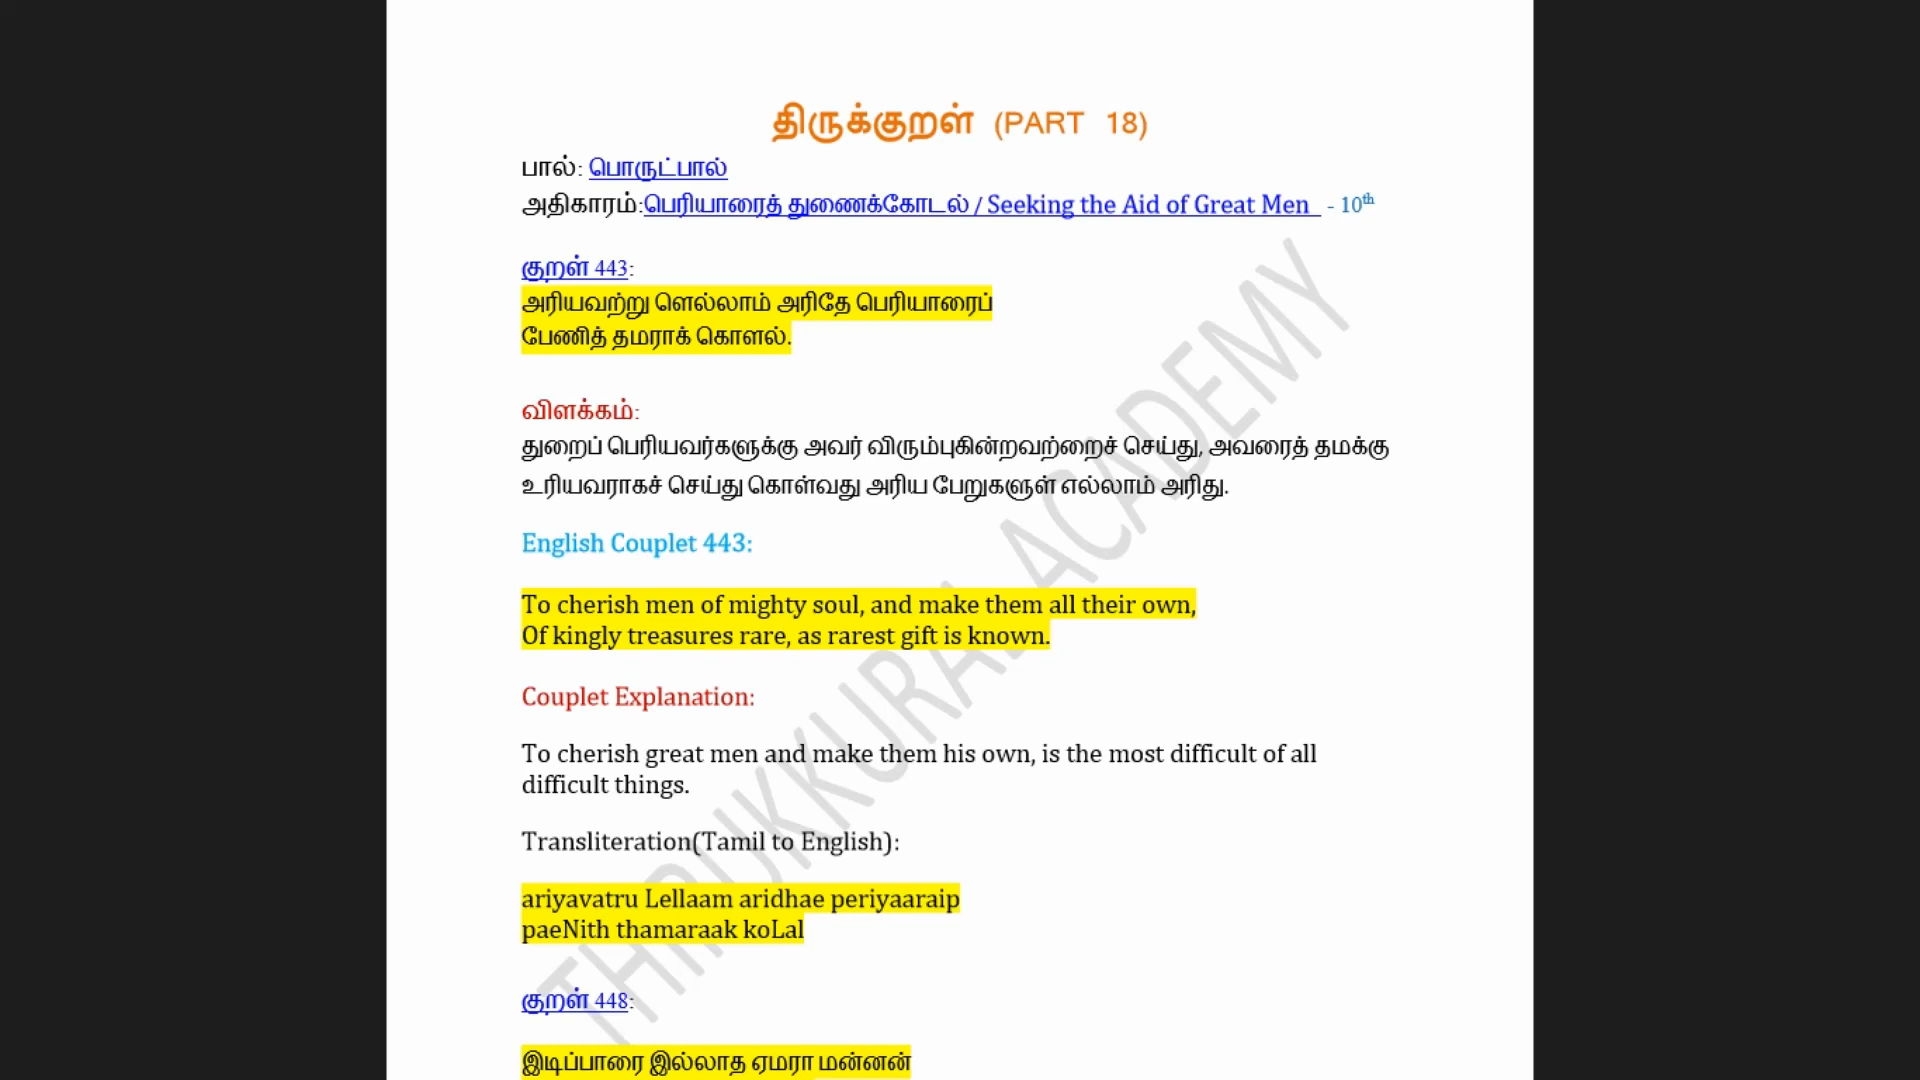 திருக்குறள் (PART 18)
பால்: பொருட்பால்
அதிகாரம்:பெரியாரைத் துணைக்கோடல் / Seeking the Aid of Great Men - 10th
குறள் 443:
அரியவற்று ளெல்லாம் அரிதே பெரியாரைப்
பேணித் தமராக் கொளல்.
விளக்கம்:
துறைப் பெரியவர்களுக்கு அவர் விரும்புகின்றவற்றைச் செய்து, அவரைத் தமக்கு
உரியவராகச் செய்து கொள்வது அரிய பேறுகளுள் எல்லாம் அரிது.
English Couplet 443:
To cherish men of mighty soul, and make them all their own,
Of kingly treasures rare, as rarest gift is known.
Couplet Explanation:
To cherish great men and make them his own, is the most difficult of all
difficult things.
Transliteration(Tamil to English):
ariyavatru Lellaam aridhae periyaaraip
paeNith thamaraak koLal
குறள் 448:
இடிப்பாரை இல்லாத ஏமரா மன்னன்
THIRUKKURAL ACADEMY